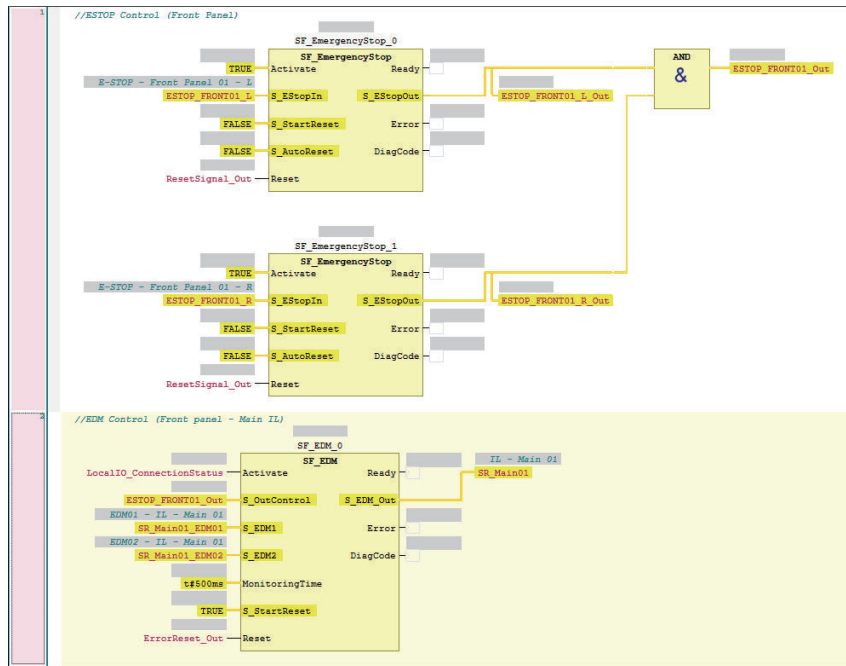 1
//ESTOP Control (Front Panel)
SF_EmergencyStop_0
SF_EmergencyStop
AND
&
TRUE Activate Ready ESTOP_FRONT01_Out
E-STOP - Front Panel 01 - L
ESTOP_FRONT01_L S_EStopIn S_EStopOut ESTOP_FRONT01_L_Out
FALSE S_StartReset Error
FALSE S_AutoReset DiagCode
ResetSignal_Out Reset
SF_EmergencyStop_1
SF_EmergencyStop
TRUE Activate Ready
E-STOP - Front Panel 01 - R
ESTOP_FRONT01_R S_EStopIn S_EStopOut ESTOP_FRONT01_R_Out
FALSE S_StartReset Error
FALSE S_AutoReset DiagCode
ResetSignal_Out Reset
2
//EDM Control (Front panel - Main IL)
SF_EDM_0
SF_EDM
IL - Main 01
LocalIO_ConnectionStatus Activate Ready SR_Main01
ESTOP_FRONT01_Out S_OutControl S_EDM_Out
EDM01 - IL - Main 01
SR_Main01_EDM01 S_EDM1 Error
EDM02 - IL - Main 01
SR_Main01_EDM02 S_EDM2 DiagCode
t#500ms MonitoringTime
TRUE S_StartReset
ErrorReset_Out Reset